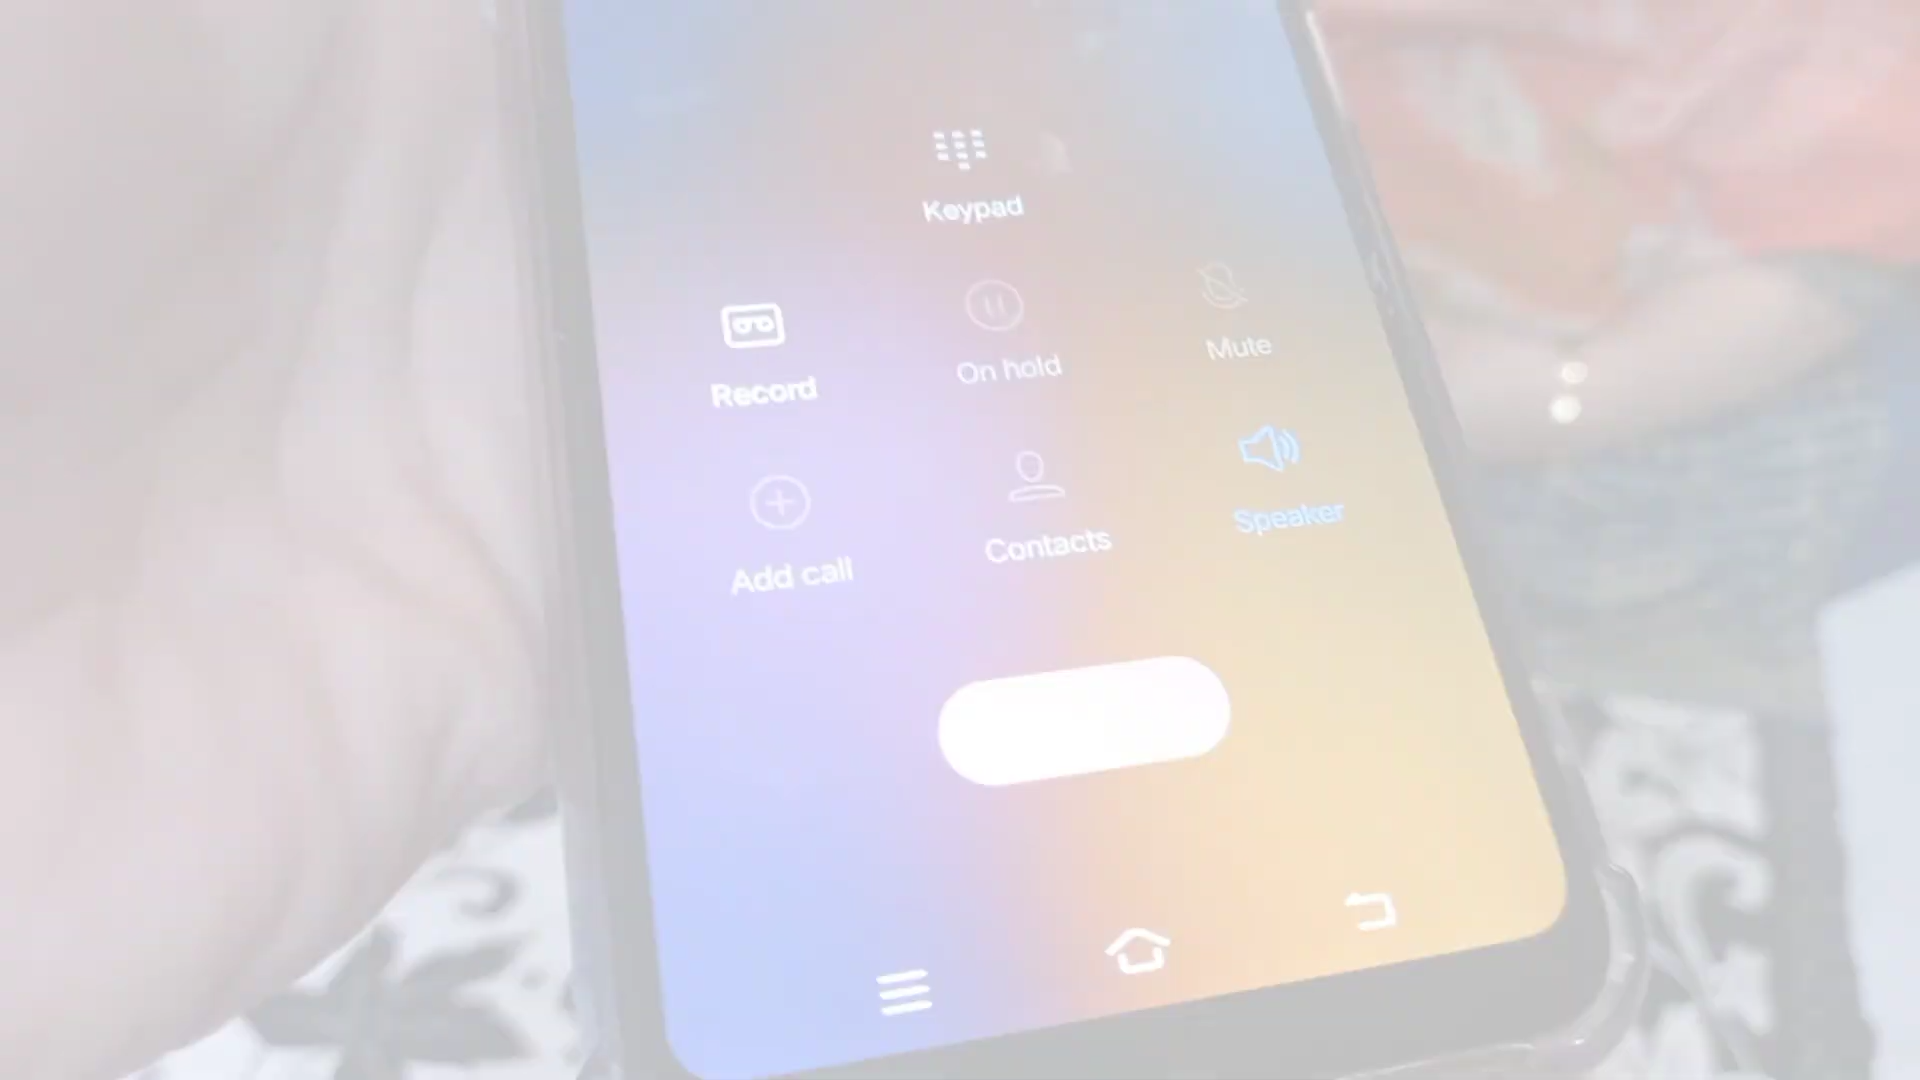 Keypad
Record
On hold
Mute
Add call
Contacts
Speaker